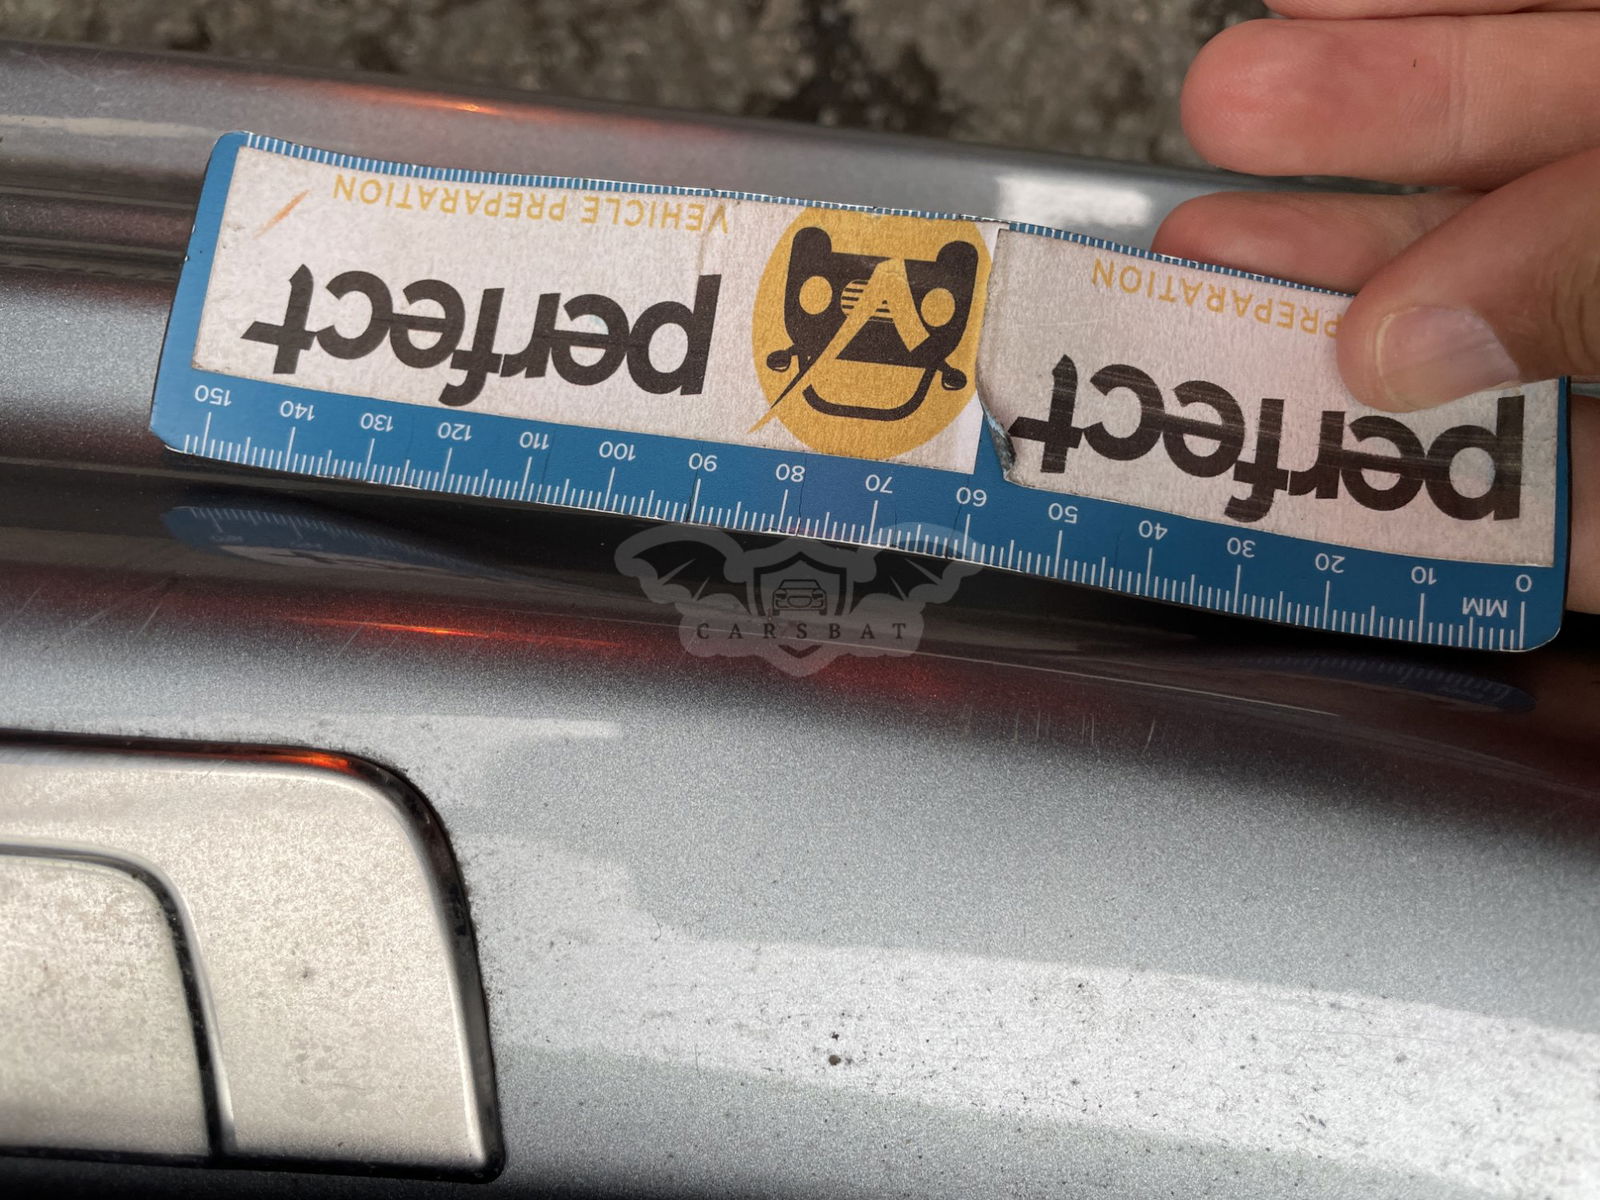 perfect
VEHICLE PREPARATION
perfect
PREPARATION
MM
0 10 20 30 40 50 60 70 80 90 100 110 120 130 140 150
CARSBAT